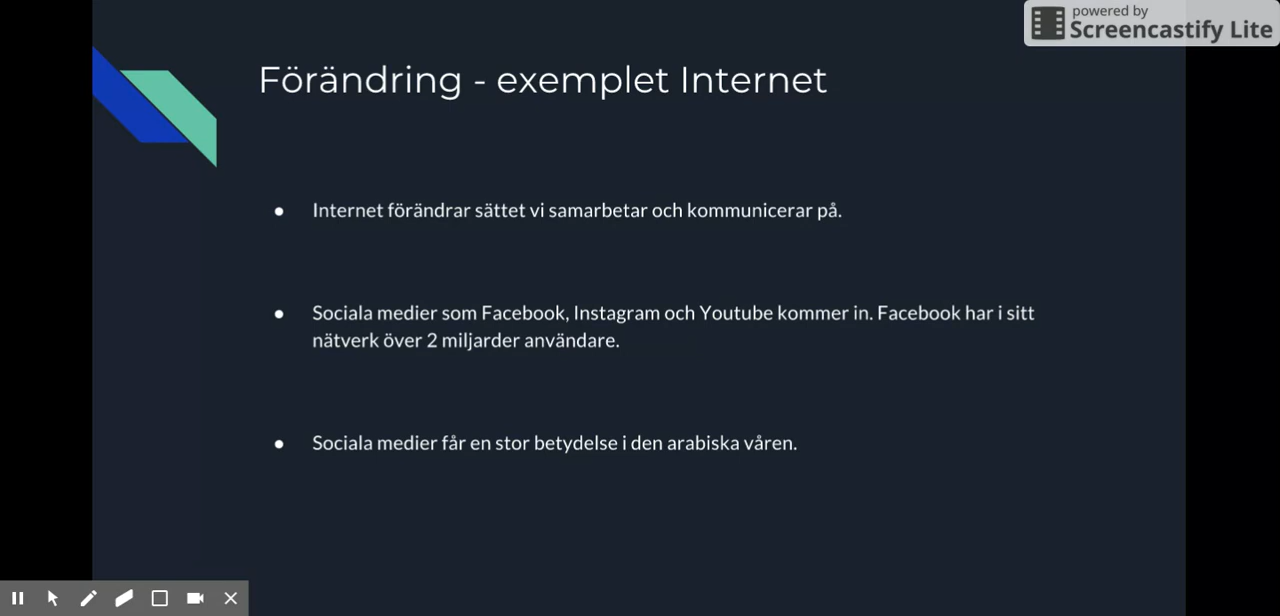 powered by
Screencastify Lite
Förändring - exemplet Internet
Internet förändrar sättet vi samarbetar och kommunicerar på.
Sociala medier som Facebook, Instagram och Youtube kommer in. Facebook har i sitt
nätverk över 2 miljarder användare.
Sociala medier får en stor betydelse i den arabiska våren.